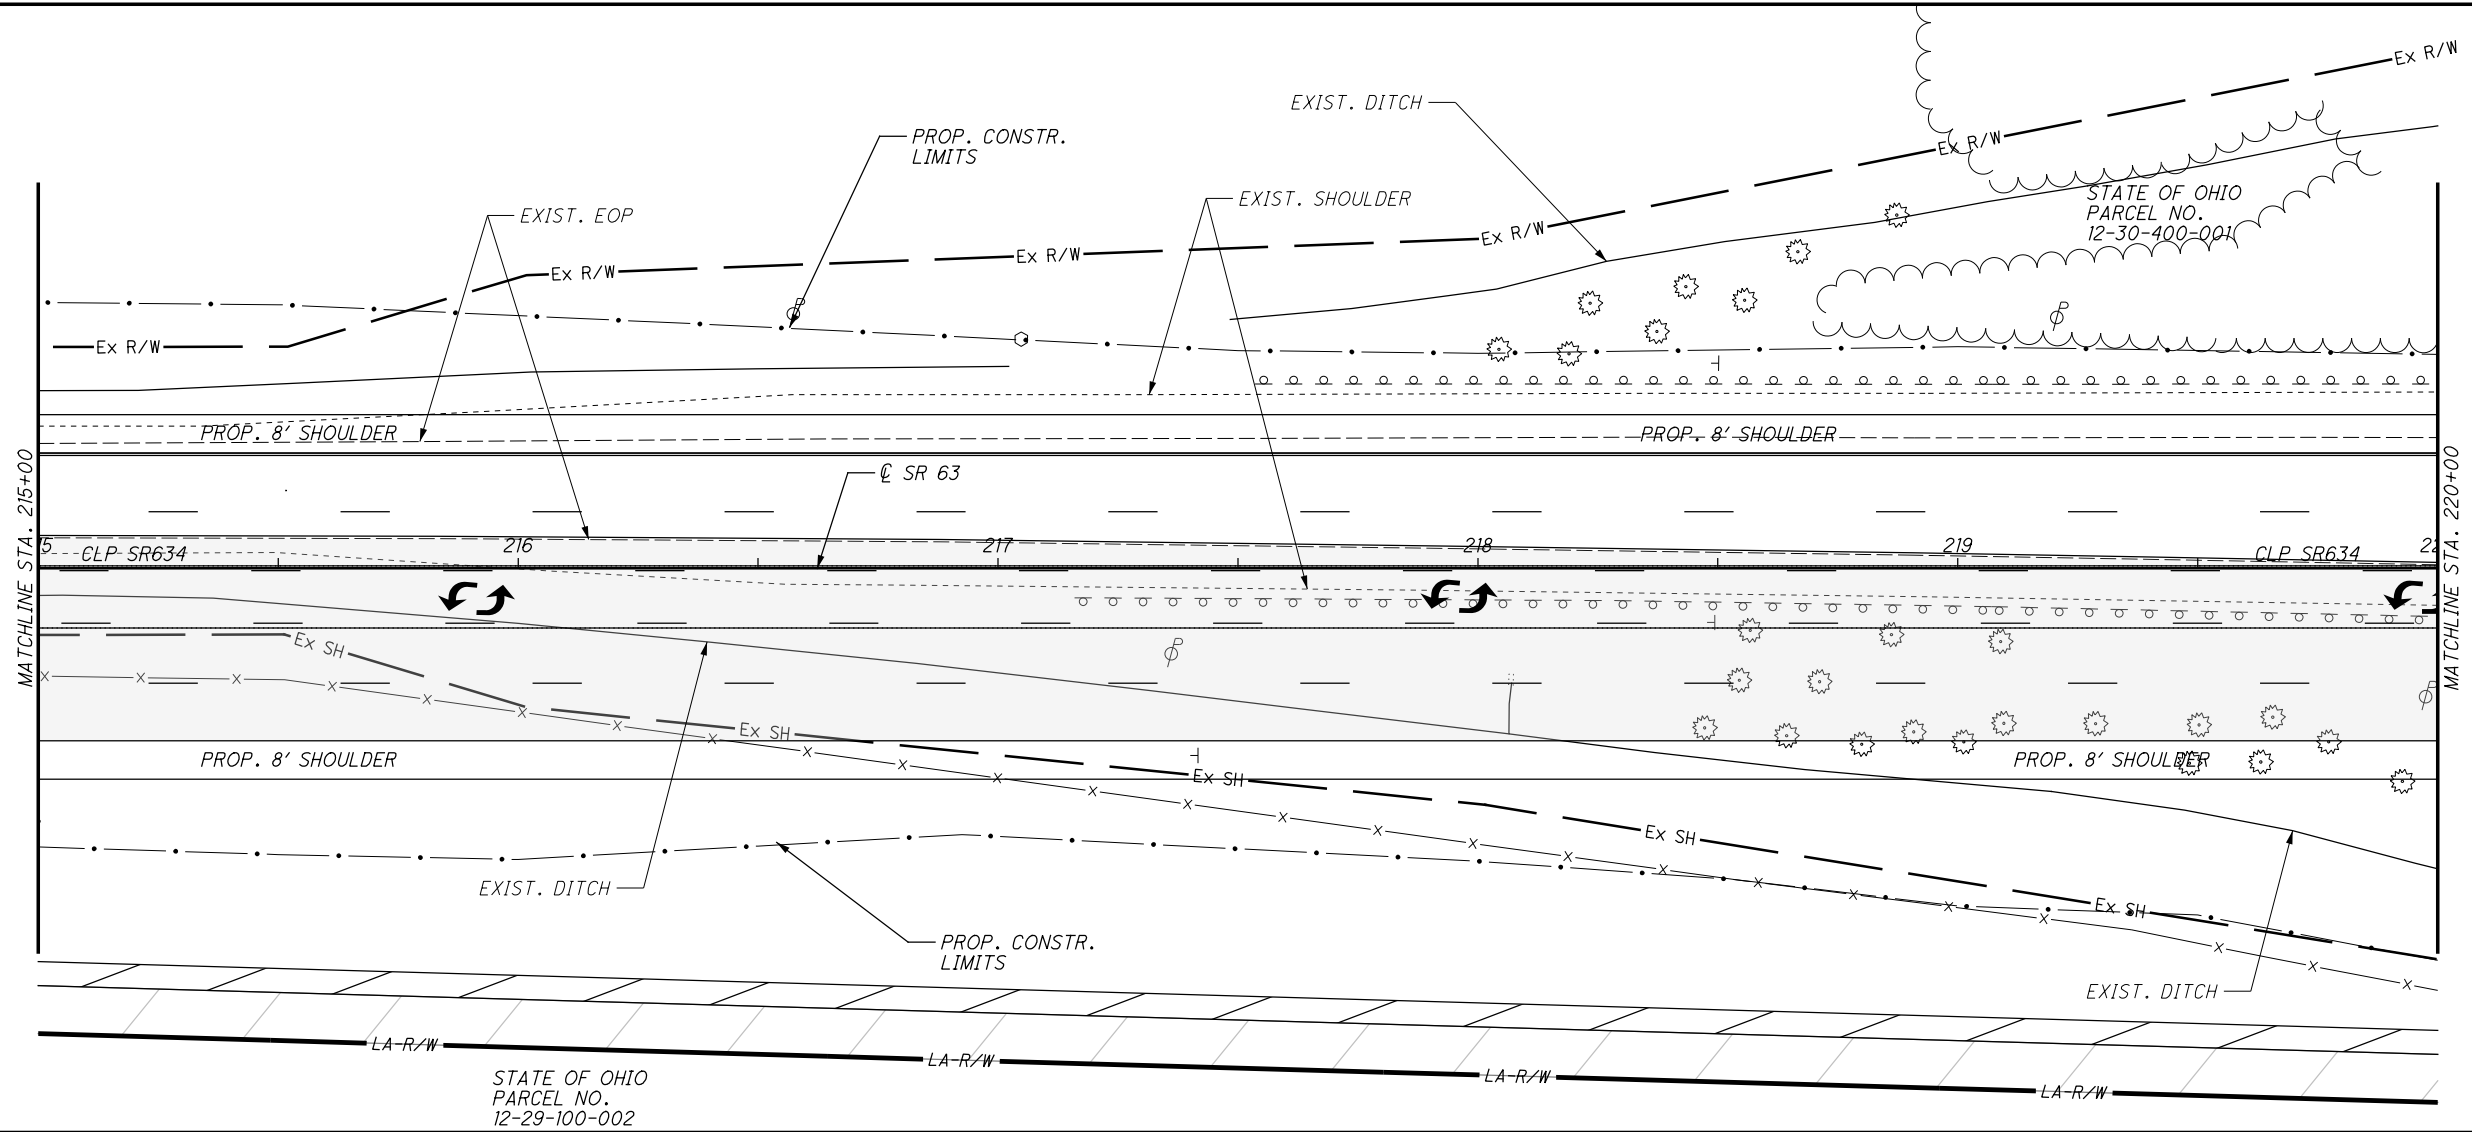 Ex R/W
EXIST. DITCH
PROP. CONSTR.
LIMITS
Ex R/W
EXIST. SHOULDER
STATE OF OHIO
PARCEL NO.
12-30-400-001
EXIST. EOP
Ex R/W
Ex R/W
Ex R/W
Ex R/W
PROP. 8' SHOULDER
PROP. 8' SHOULDER
℄ SR 63
MATCHLINE STA. 215+00
MATCHLINE STA. 220+00
15
CLP SR634
216
217
218
219
CLP SR634
22
Ex SH
Ex SH
PROP. 8' SHOULDER
PROP. 8' SHOULDER
Ex SH
Ex SH
EXIST. DITCH
Ex SH
PROP. CONSTR.
LIMITS
EXIST. DITCH
LA-R/W
LA-R/W
LA-R/W
LA-R/W
STATE OF OHIO
PARCEL NO.
12-29-100-002